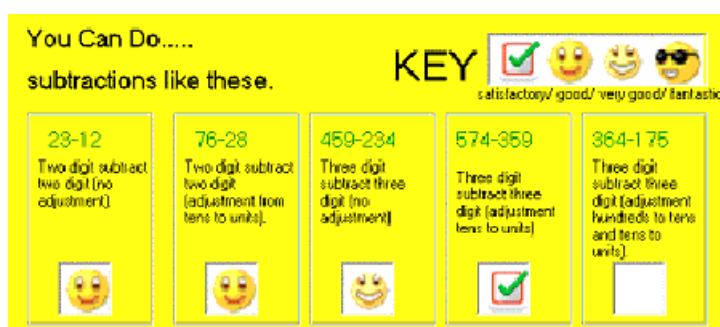 You Can Do.....
subtractions like these.
KEY
satisfactory/ good/ very good/ fantastic
23-12
Two digit subtract
two digit (no
adjustment).
76-28
Two digit subtract
two digit
(adjustment from
tens to units).
459-234
Three digit
subtract three
digit (no
adjustment)
574-359
Three digit
subtract three
digit (adjustment
tens to units)
364-175
Three digit
subtract three
digit (adjustment
hundreds to tens
and tens to
units).